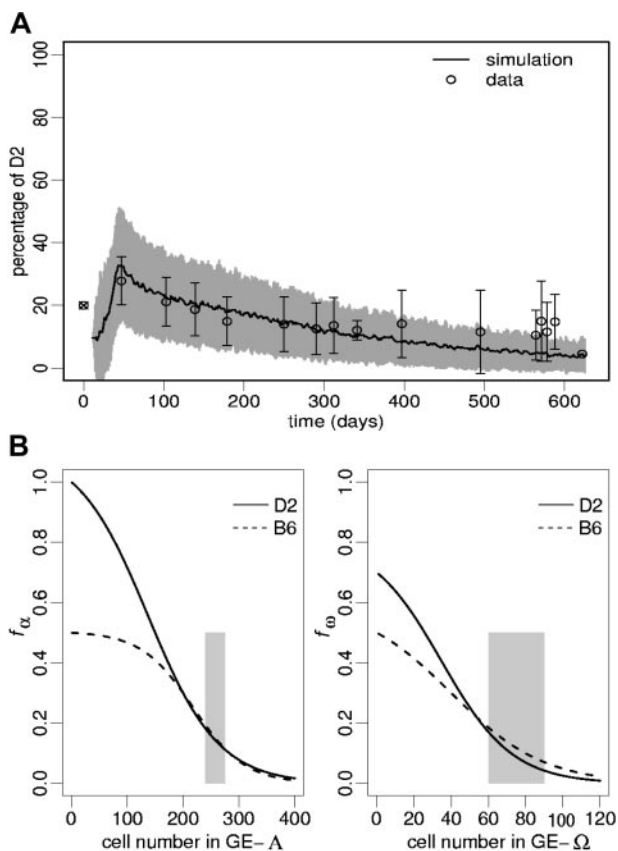 A
percentage of D2
100
80
60
40
20
0
simulation
data
0 100 200 300 400 500 600
time (days)
B
fα
1.0
0.8
0.6
0.4
0.2
0.0
D2
B6
0 100 200 300 400
cell number in GE-A
fω
1.0
0.8
0.6
0.4
0.2
0.0
D2
B6
0 20 40 60 80 100 120
cell number in GE-Ω